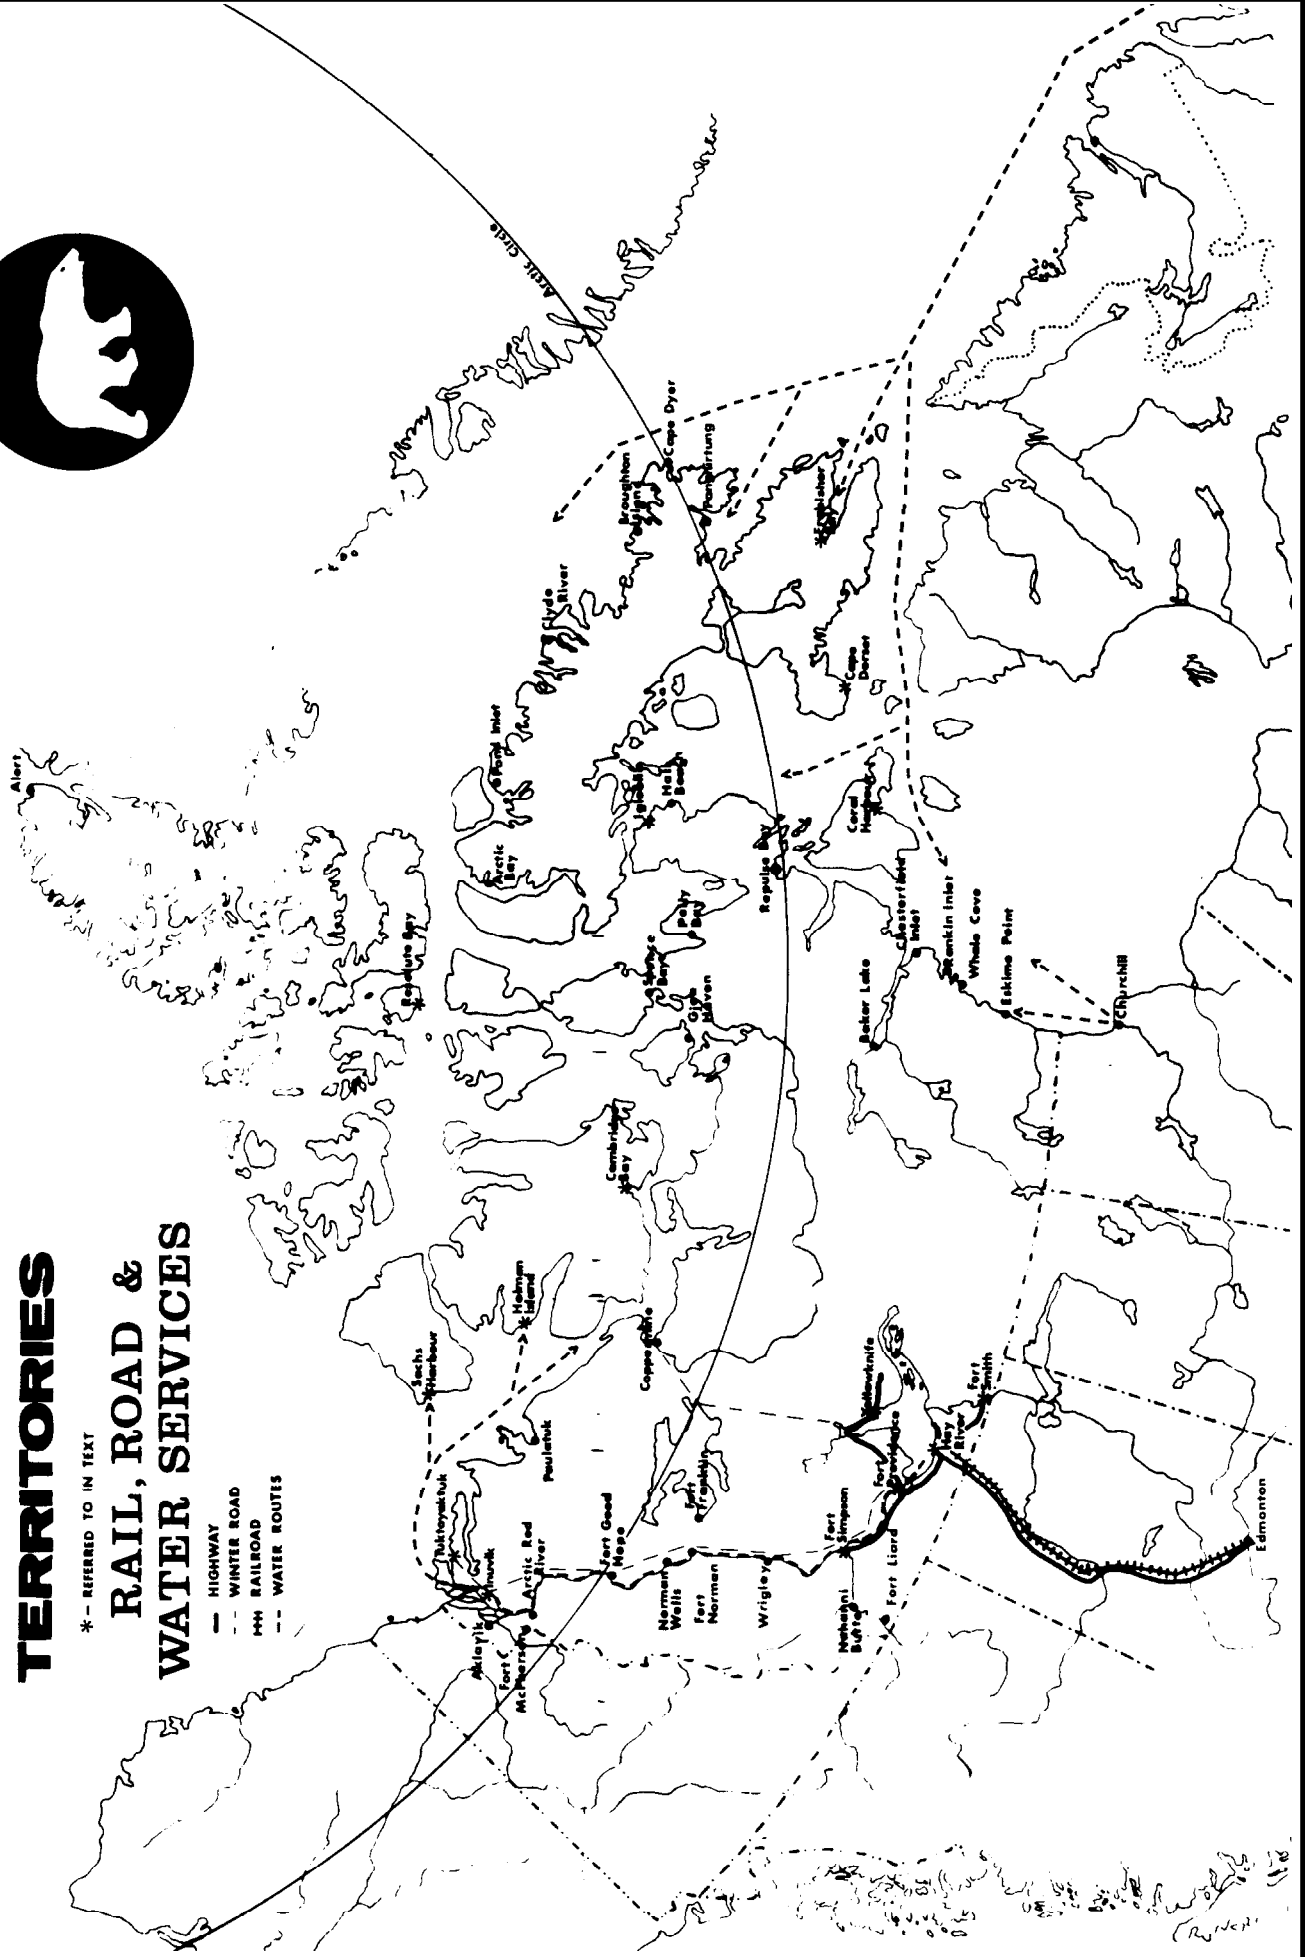 TERRITORIES
*- REFERRED TO IN TEXT
RAIL, ROAD &
WATER SERVICES
HIGHWAY
WINTER ROAD
RAILROAD
WATER ROUTES
Alert
Arctic Circle
Resolute Bay
Arctic
Bay
Pond Inlet
Clyde
River
Broughton
Island
Cape Dyer
Pangnirtung
Frobisher
Bay
Cape
Dorset
Igloolik
Hall
Beach
Repulse Bay
Coral
Harbour
Pelly
Bay
Spence
Bay
Gjoa
Haven
Cambridge
Bay
Holman
Island
Sachs
Harbour
Coppermine
Paulatuk
Tuktoyaktuk
Inuvik
Aklavik
Fort
McPherson
Arctic Red
River
Fort Good
Hope
Fort
Franklin
Norman
Wells
Fort
Norman
Wrigley
Fort
Simpson
Nahanni
Butte
Fort Liard
Fort
Providence
Yellowknife
Hay
River
Fort
Smith
Edmonton
Baker Lake
Chesterfield
Inlet
Rankin Inlet
Whale Cove
Eskimo Point
Churchill